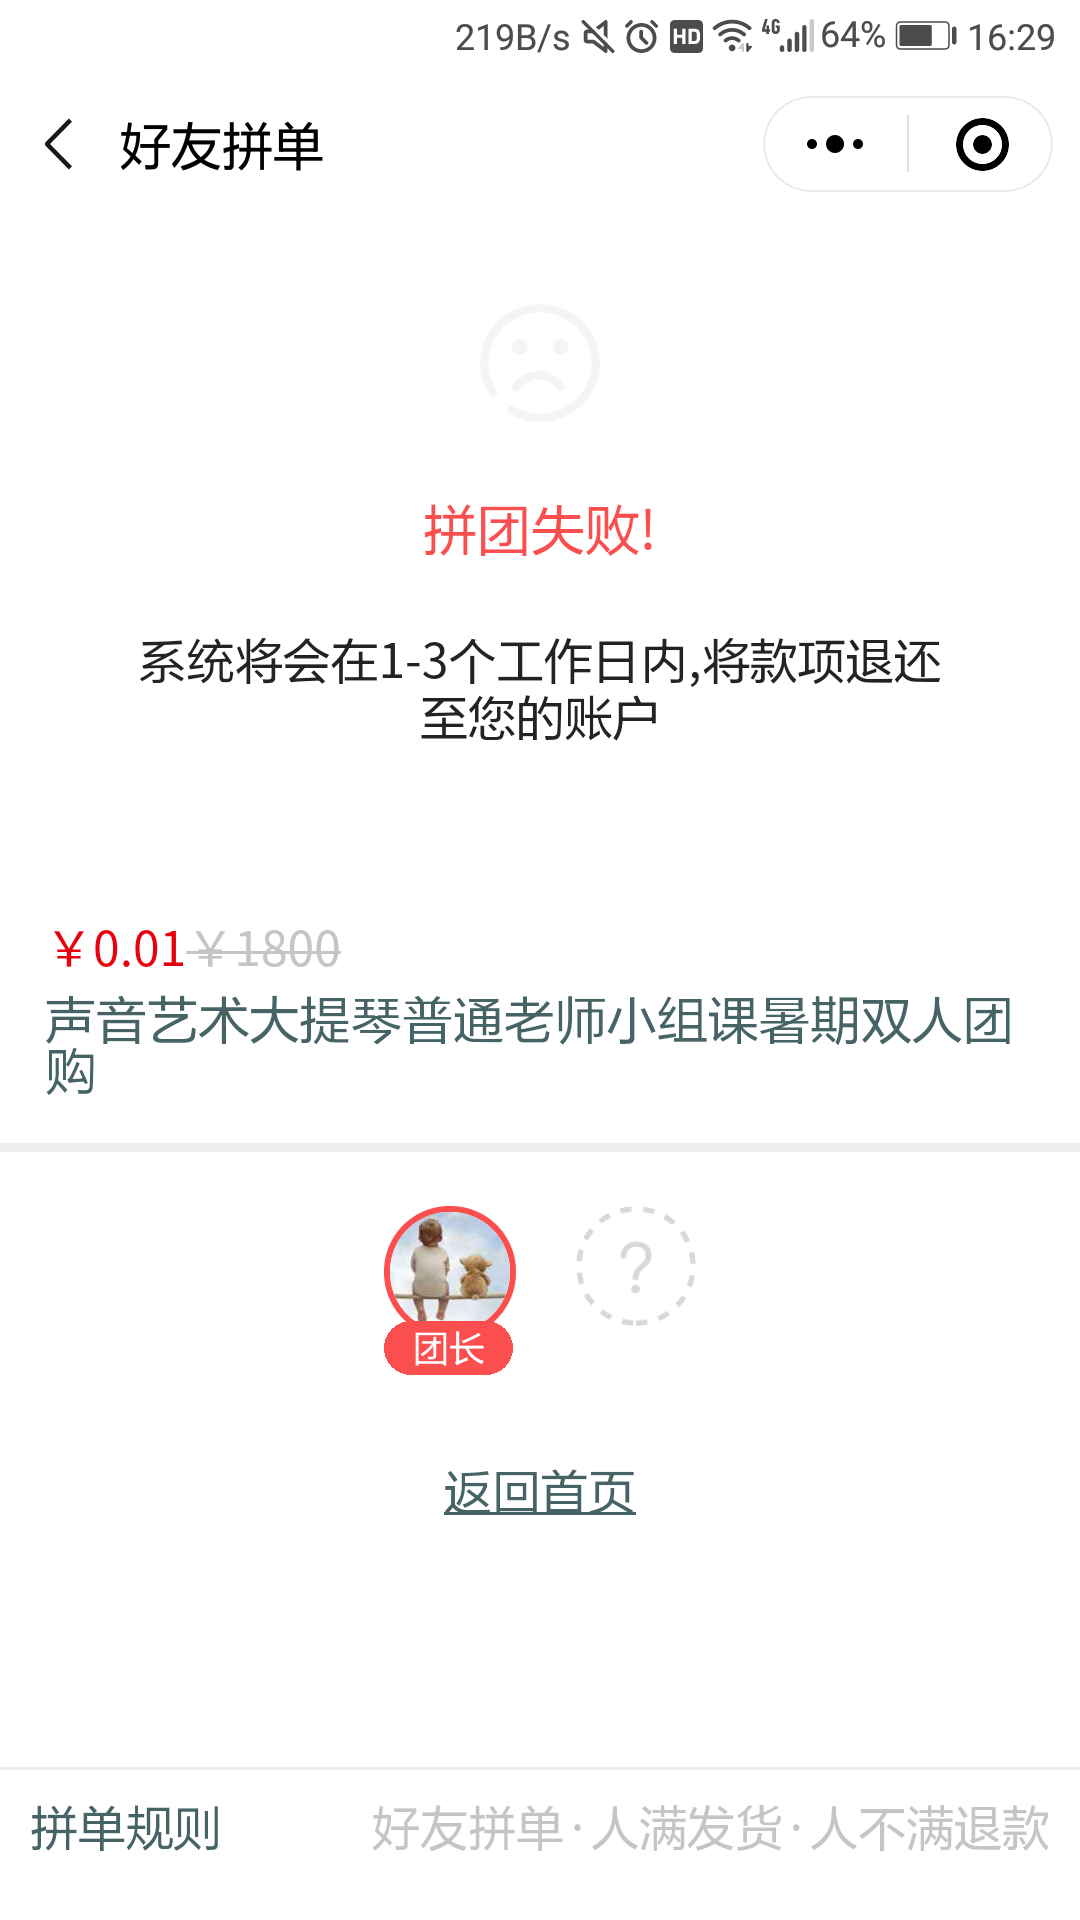 219B/s HD 4G 64% 16:29
好友拼单
拼团失败!
系统将会在1-3个工作日内,将款项退还
至您的账户
￥0.01￥1800
声音艺术大提琴普通老师小组课暑期双人团
购
?
团长
返回首页
拼单规则 好友拼单·人满发货·人不满退款